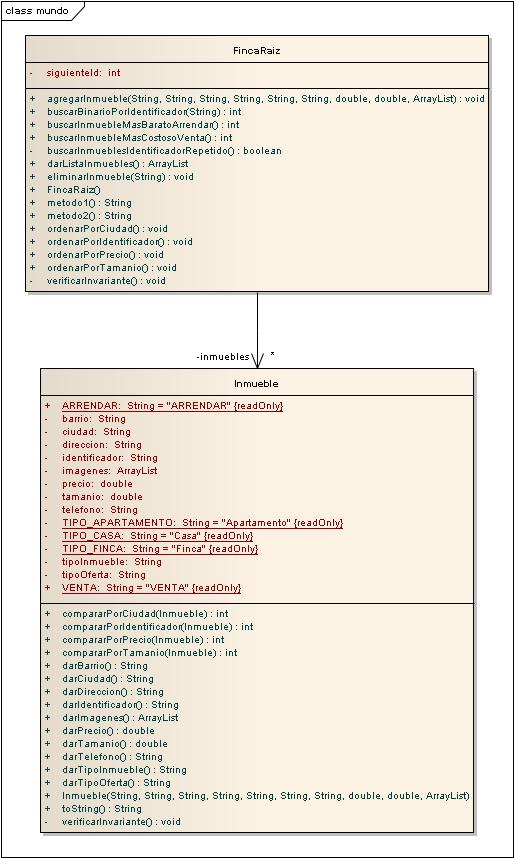 class mundo
FincaRaiz
- siguienteId: int
+ agregarInmueble(String, String, String, String, String, String, double, double, ArrayList) : void
+ buscarBinarioPorIdentificador(String) : int
+ buscarInmuebleMasBaratoArrendar() : int
+ buscarInmuebleMasCostosoVenta() : int
- buscarInmueblesIdentificadorRepetido() : boolean
+ darListaInmuebles() : ArrayList
+ eliminarInmueble(String) : void
+ FincaRaiz()
+ metodo1() : String
+ metodo2() : String
+ ordenarPorCiudad() : void
+ ordenarPorIdentificador() : void
+ ordenarPorPrecio() : void
+ ordenarPorTamanio() : void
- verificarInvariante() : void
-inmuebles *
Inmueble
+ ARRENDAR: String = "ARRENDAR" {readOnly}
- barrio: String
- ciudad: String
- direccion: String
- identificador: String
- imagenes: ArrayList
- precio: double
- tamanio: double
- telefono: String
- TIPO_APARTAMENTO: String = "Apartamento" {readOnly}
- TIPO_CASA: String = "Casa" {readOnly}
- TIPO_FINCA: String = "Finca" {readOnly}
- tipoInmueble: String
- tipoOferta: String
+ VENTA: String = "VENTA" {readOnly}
+ compararPorCiudad(Inmueble) : int
+ compararPorIdentificador(Inmueble) : int
+ compararPorPrecio(Inmueble) : int
+ compararPorTamanio(Inmueble) : int
+ darBarrio() : String
+ darCiudad() : String
+ darDireccion() : String
+ darIdentificador() : String
+ darImagenes() : ArrayList
+ darPrecio() : double
+ darTamanio() : double
+ darTelefono() : String
+ darTipoInmueble() : String
+ darTipoOferta() : String
+ Inmueble(String, String, String, String, String, String, String, double, double, ArrayList)
+ toString() : String
- verificarInvariante() : void